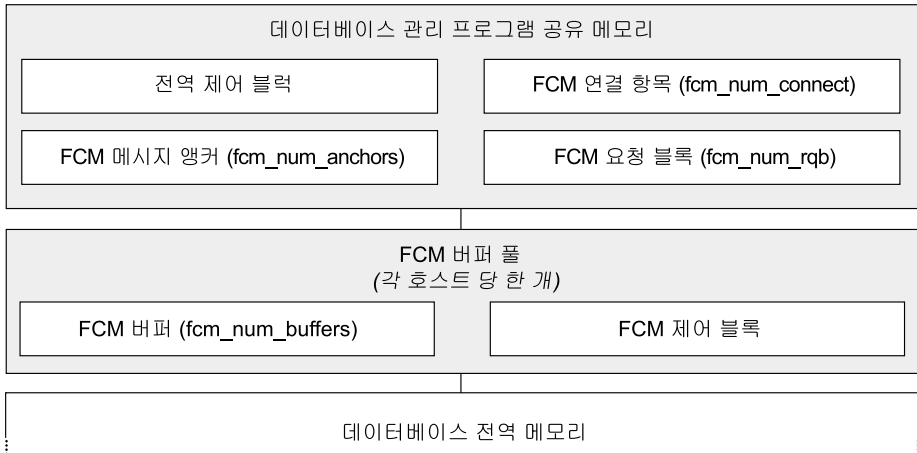 데이터베이스 관리 프로그램 공유 메모리
전역 제어 블럭
FCM 연결 항목 (fcm_num_connect)
FCM 메시지 앵커 (fcm_num_anchors)
FCM 요청 블록 (fcm_num_rqb)
FCM 버퍼 풀
(각 호스트 당 한 개)
FCM 버퍼 (fcm_num_buffers)
FCM 제어 블록
데이터베이스 전역 메모리